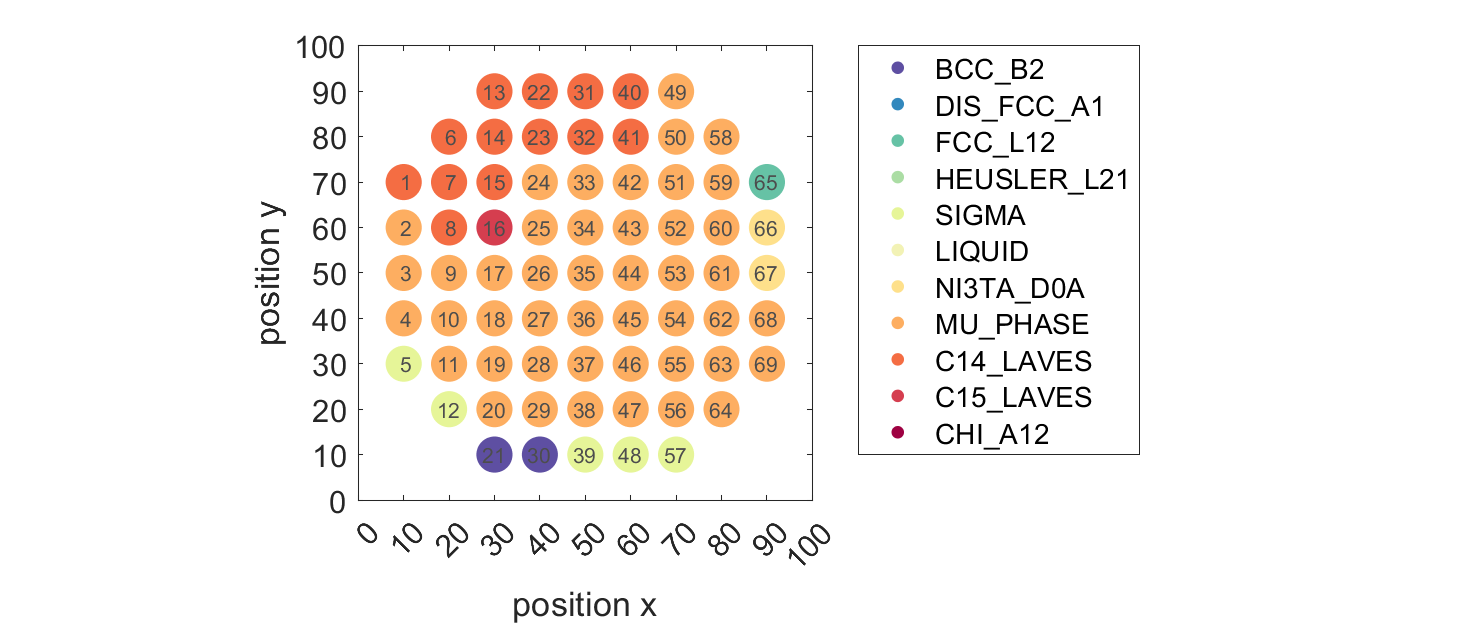 100
90
80
70
60
50
40
30
20
10
0
position y
13 22 31 40 49
6 14 23 32 41 50 58
1 7 15 24 33 42 51 59 65
2 8 16 25 34 43 52 60 66
3 9 17 26 35 44 53 61 67
4 10 18 27 36 45 54 62 68
5 11 19 28 37 46 55 63 69
12 20 29 38 47 56 64
21 30 39 48 57
0 10 20 30 40 50 60 70 80 90 100
position x
BCC_B2
DIS_FCC_A1
FCC_L12
HEUSLER_L21
SIGMA
LIQUID
NI3TA_D0A
MU_PHASE
C14_LAVES
C15_LAVES
CHI_A12